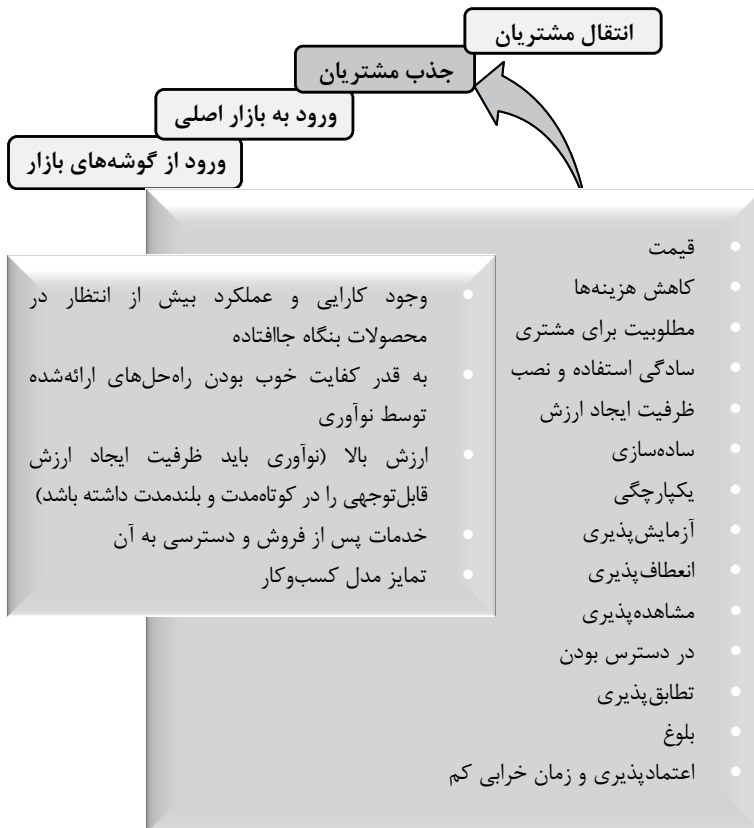 انتقال مشتریان
جذب مشتریان
ورود به بازار اصلی
ورود از گوشه‌های بازار
• قیمت
• کاهش هزینه‌ها
• مطلوبیت برای مشتری
• سادگی استفاده و نصب
• ظرفیت ایجاد ارزش
• ساده‌سازی
• یکپارچگی
• آزمایش‌پذیری
• انعطاف‌پذیری
• مشاهده‌پذیری
• در دسترس بودن
• تطابق‌پذیری
• بلوغ
• اعتمادپذیری و زمان خرابی کم
• وجود کارایی و عملکرد بیش از انتظار در
محصولات بنگاه جاافتاده
• به قدر کفایت خوب بودن راه‌حل‌های ارائه‌شده
توسط نوآوری
• ارزش بالا (نوآوری باید ظرفیت ایجاد ارزش
قابل‌توجهی را در کوتاه‌مدت و بلندمدت داشته باشد)
• خدمات پس از فروش و دسترسی به آن
• تمایز مدل کسب‌وکار